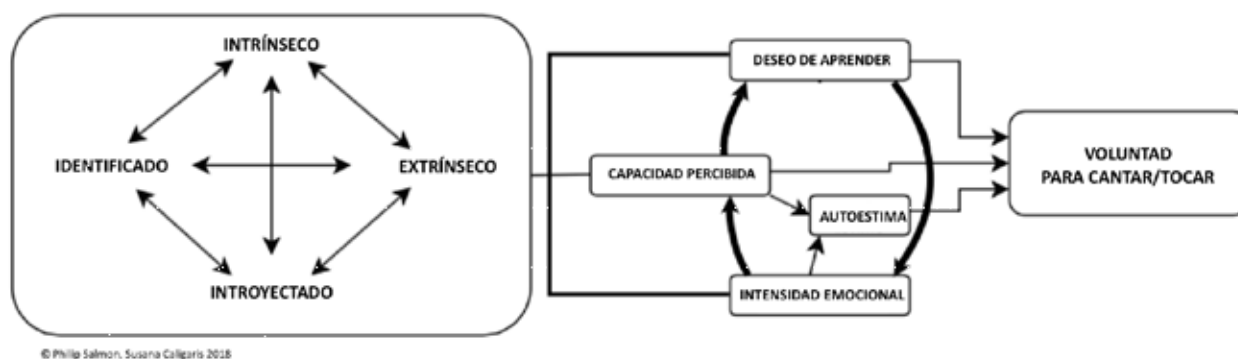 INTRÍNSECO
IDENTIFICADO
EXTRÍNSECO
INTROYECTADO
DESEO DE APRENDER
CAPACIDAD PERCIBIDA
AUTOESTIMA
INTENSIDAD EMOCIONAL
VOLUNTAD
PARA CANTAR/TOCAR
© Philip Salmon, Susana Caligaris 2018